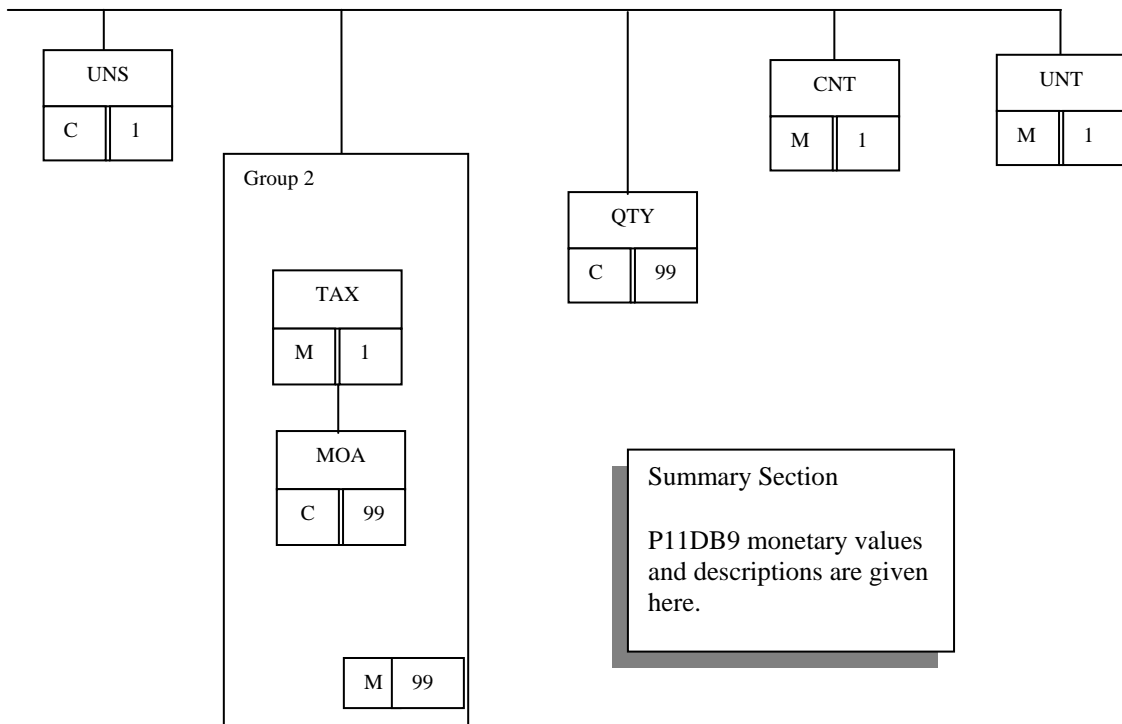 UNS
C 1
Group 2
TAX
M 1
MOA
C 99
M 99
QTY
C 99
CNT
M 1
UNT
M 1
Summary Section
P11DB9 monetary values
and descriptions are given
here.